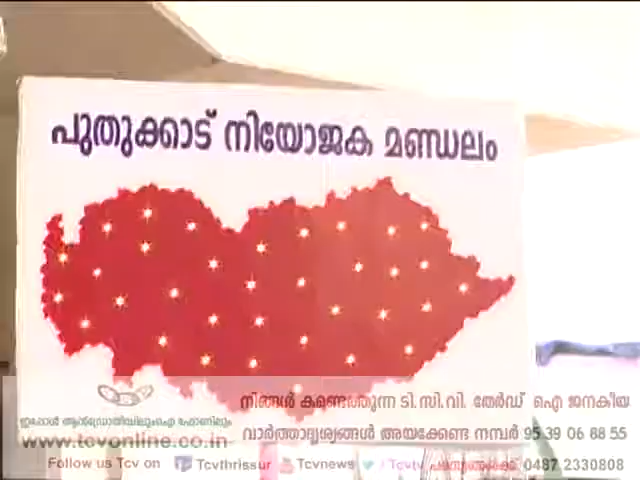 പുതുക്കാട് നിയോജക മണ്ഡലം
നിങ്ങൾ കാണുന്ന ടി.സി.വി. തേർഡ് ഐ ജനകീയ
വാർത്താദൃശ്യങ്ങൾ അയക്കേണ്ട നമ്പർ 95 39 06 88 55
www.tcvonline.co.in
Follow us Tcv on Tcvthrissur Tcvnews Tcvtv 0487 2330808